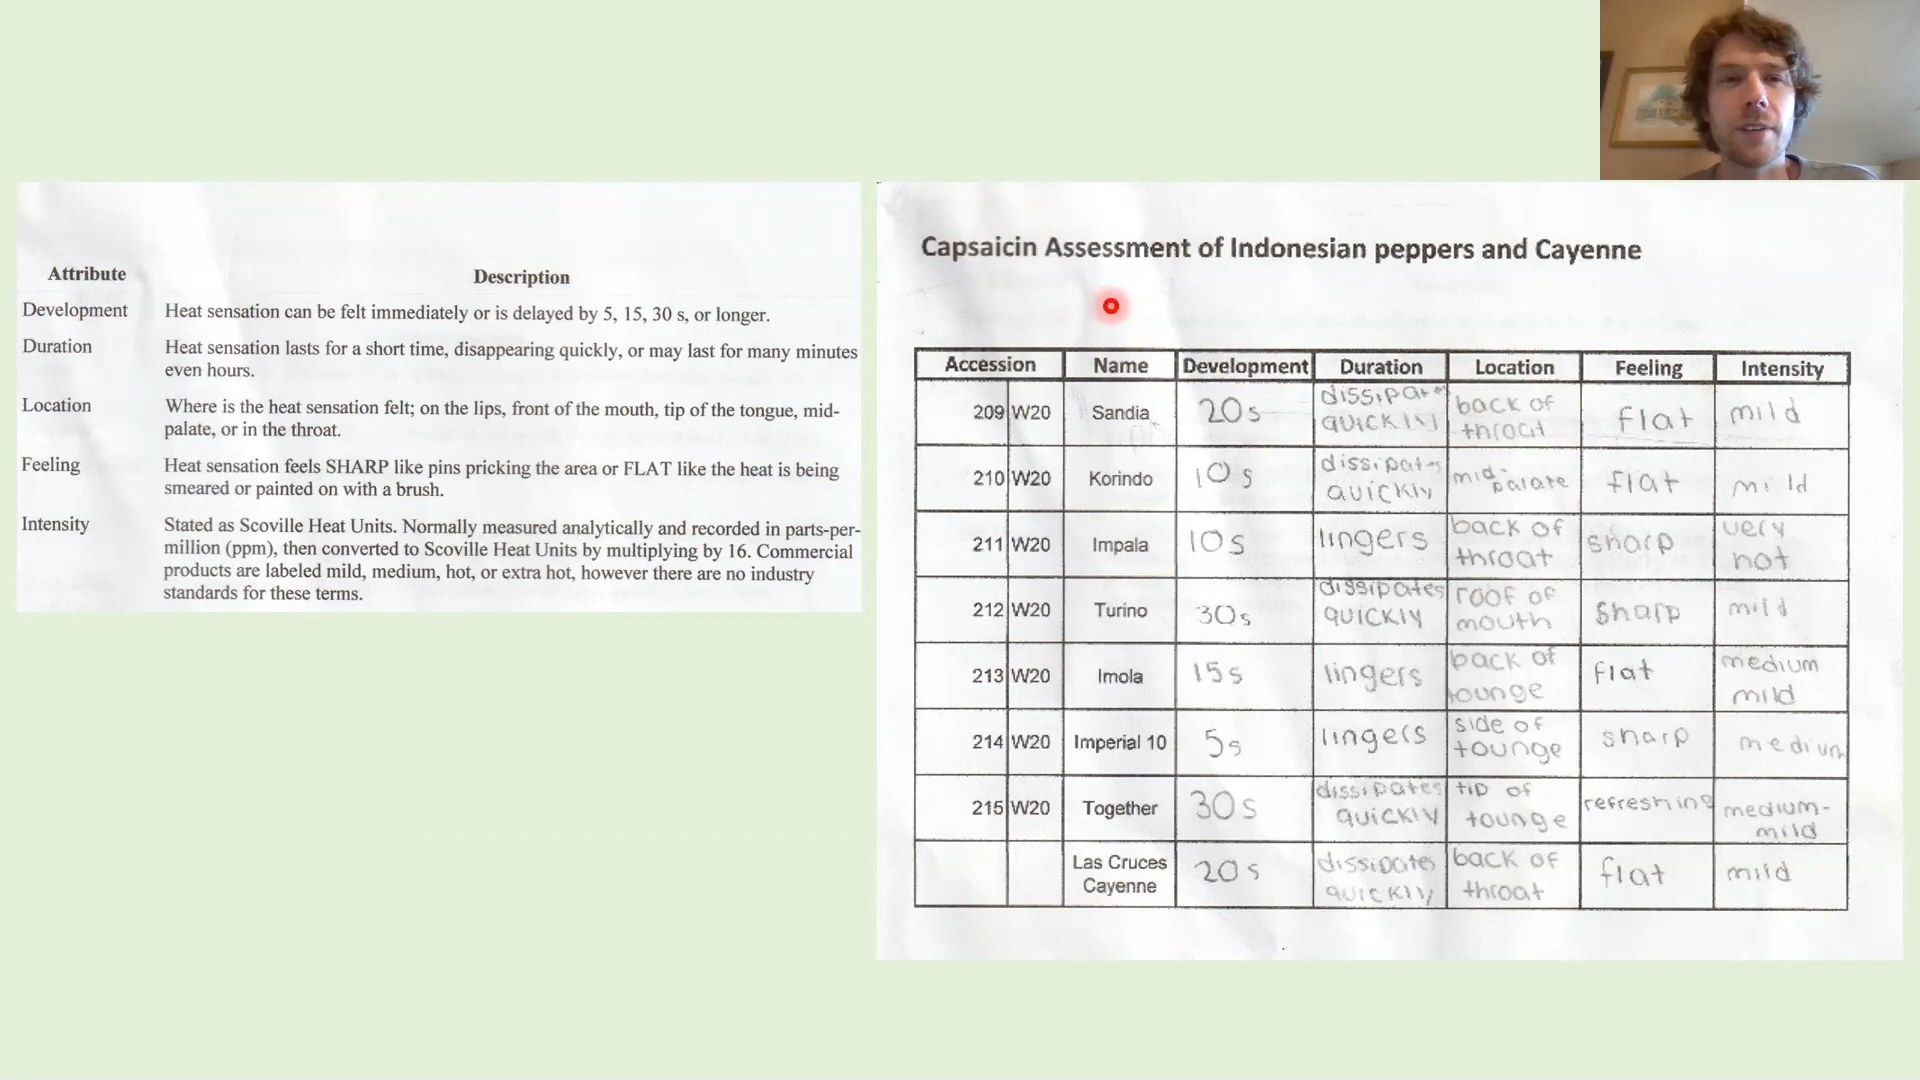 Attribute Description
Development Heat sensation can be felt immediately or is delayed by 5, 15, 30 s, or longer.
Duration Heat sensation lasts for a short time, disappearing quickly, or may last for many minutes
even hours.
Location Where is the heat sensation felt; on the lips, front of the mouth, tip of the tongue, mid-
palate, or in the throat.
Feeling Heat sensation feels SHARP like pins pricking the area or FLAT like the heat is being
smeared or painted on with a brush.
Intensity Stated as Scoville Heat Units. Normally measured analytically and recorded in parts-per-
million (ppm), then converted to Scoville Heat Units by multiplying by 16. Commercial
products are labeled mild, medium, hot, or extra hot, however there are no industry
standards for these terms.
Capsaicin Assessment of Indonesian peppers and Cayenne
Accession Name Development Duration Location Feeling Intensity
209 W20 Sandia 20s dissipates quickly back of throat flat mild
210 W20 Korindo 10s dissipates quickly mid-palate flat mild
211 W20 Impala 10s lingers back of throat sharp very hot
212 W20 Turino 30s dissipates quickly roof of mouth sharp mild
213 W20 Imola 15s lingers back of tounge flat medium mild
214 W20 Imperial 10 5s lingers side of tounge sharp medium
215 W20 Together 30s dissipates quickly tip of tounge refreshing medium-mild
Las Cruces Cayenne 20s dissipates quickly back of throat flat mild